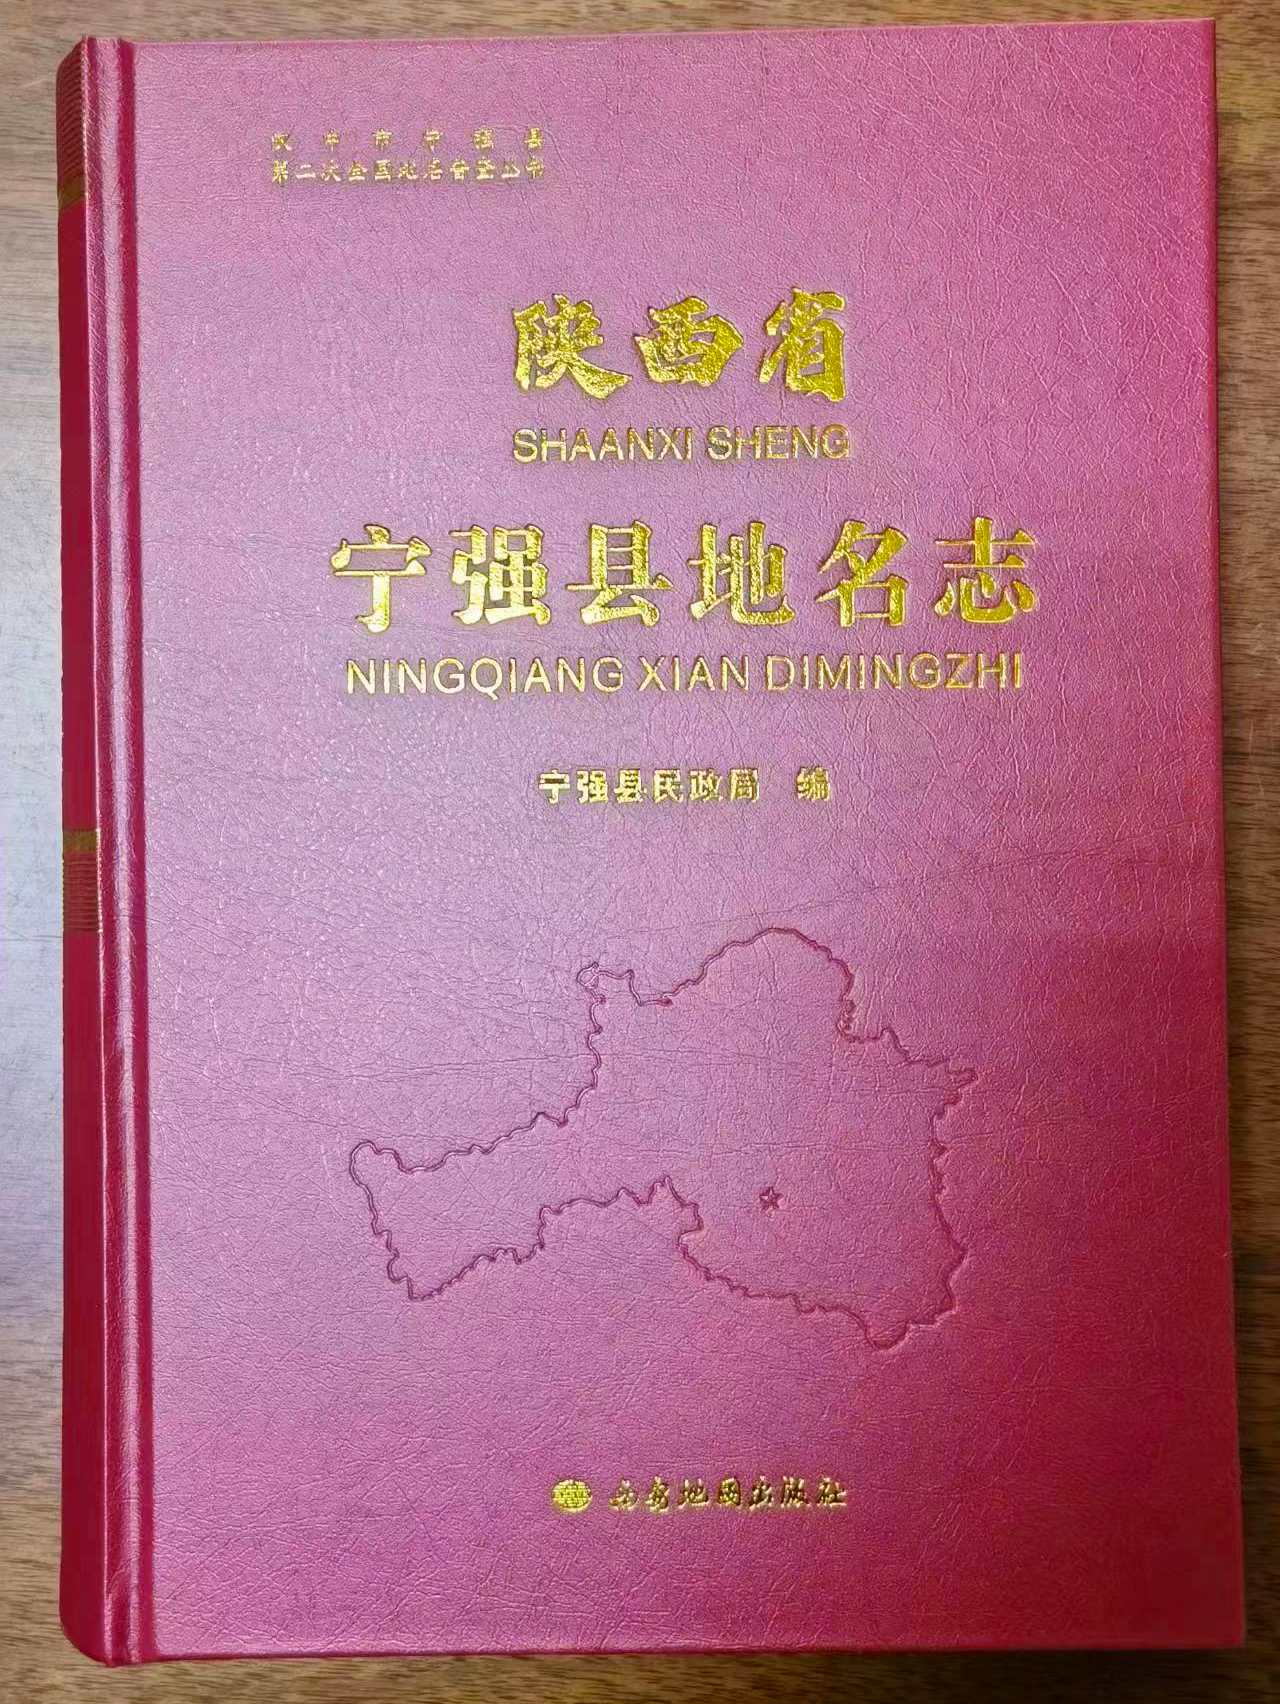 汉中市宁强县
第二次全国地名普查丛书
陕西省
SHAANXI SHENG
宁强县地名志
NINGQIANG XIAN DIMINGZHI
宁强县民政局 编
西安地图出版社